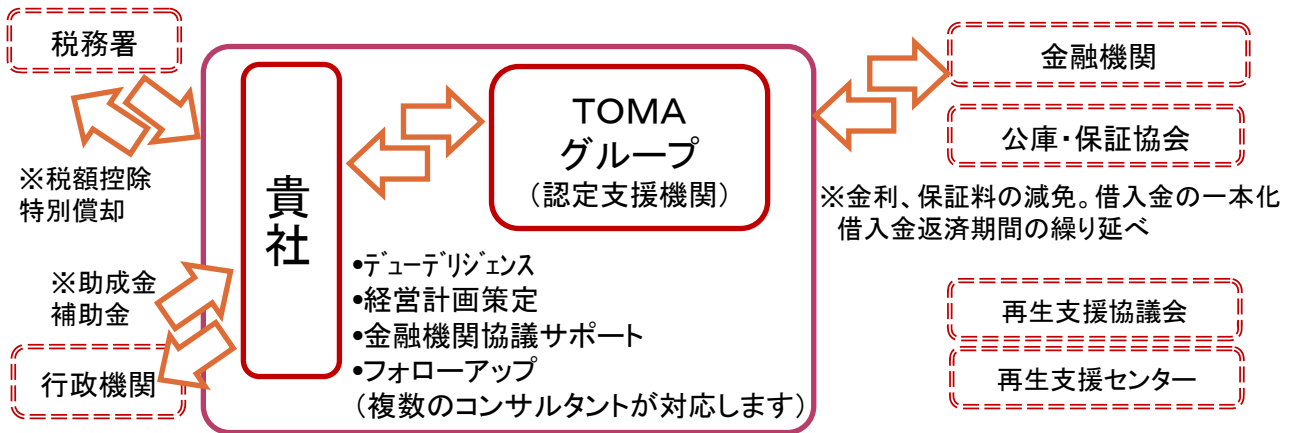 税務署
※税額控除
特別償却
※助成金
補助金
行政機関
貴社
TOMA
グループ
（認定支援機関）
•ﾃﾞｭｰﾃﾞﾘｼﾞｪﾝｽ
•経営計画策定
•金融機関協議サポート
•フォローアップ
（複数のコンサルタントが対応します）
金融機関
公庫・保証協会
※金利、保証料の減免。借入金の一本化
借入金返済期間の繰り延べ
再生支援協議会
再生支援センター